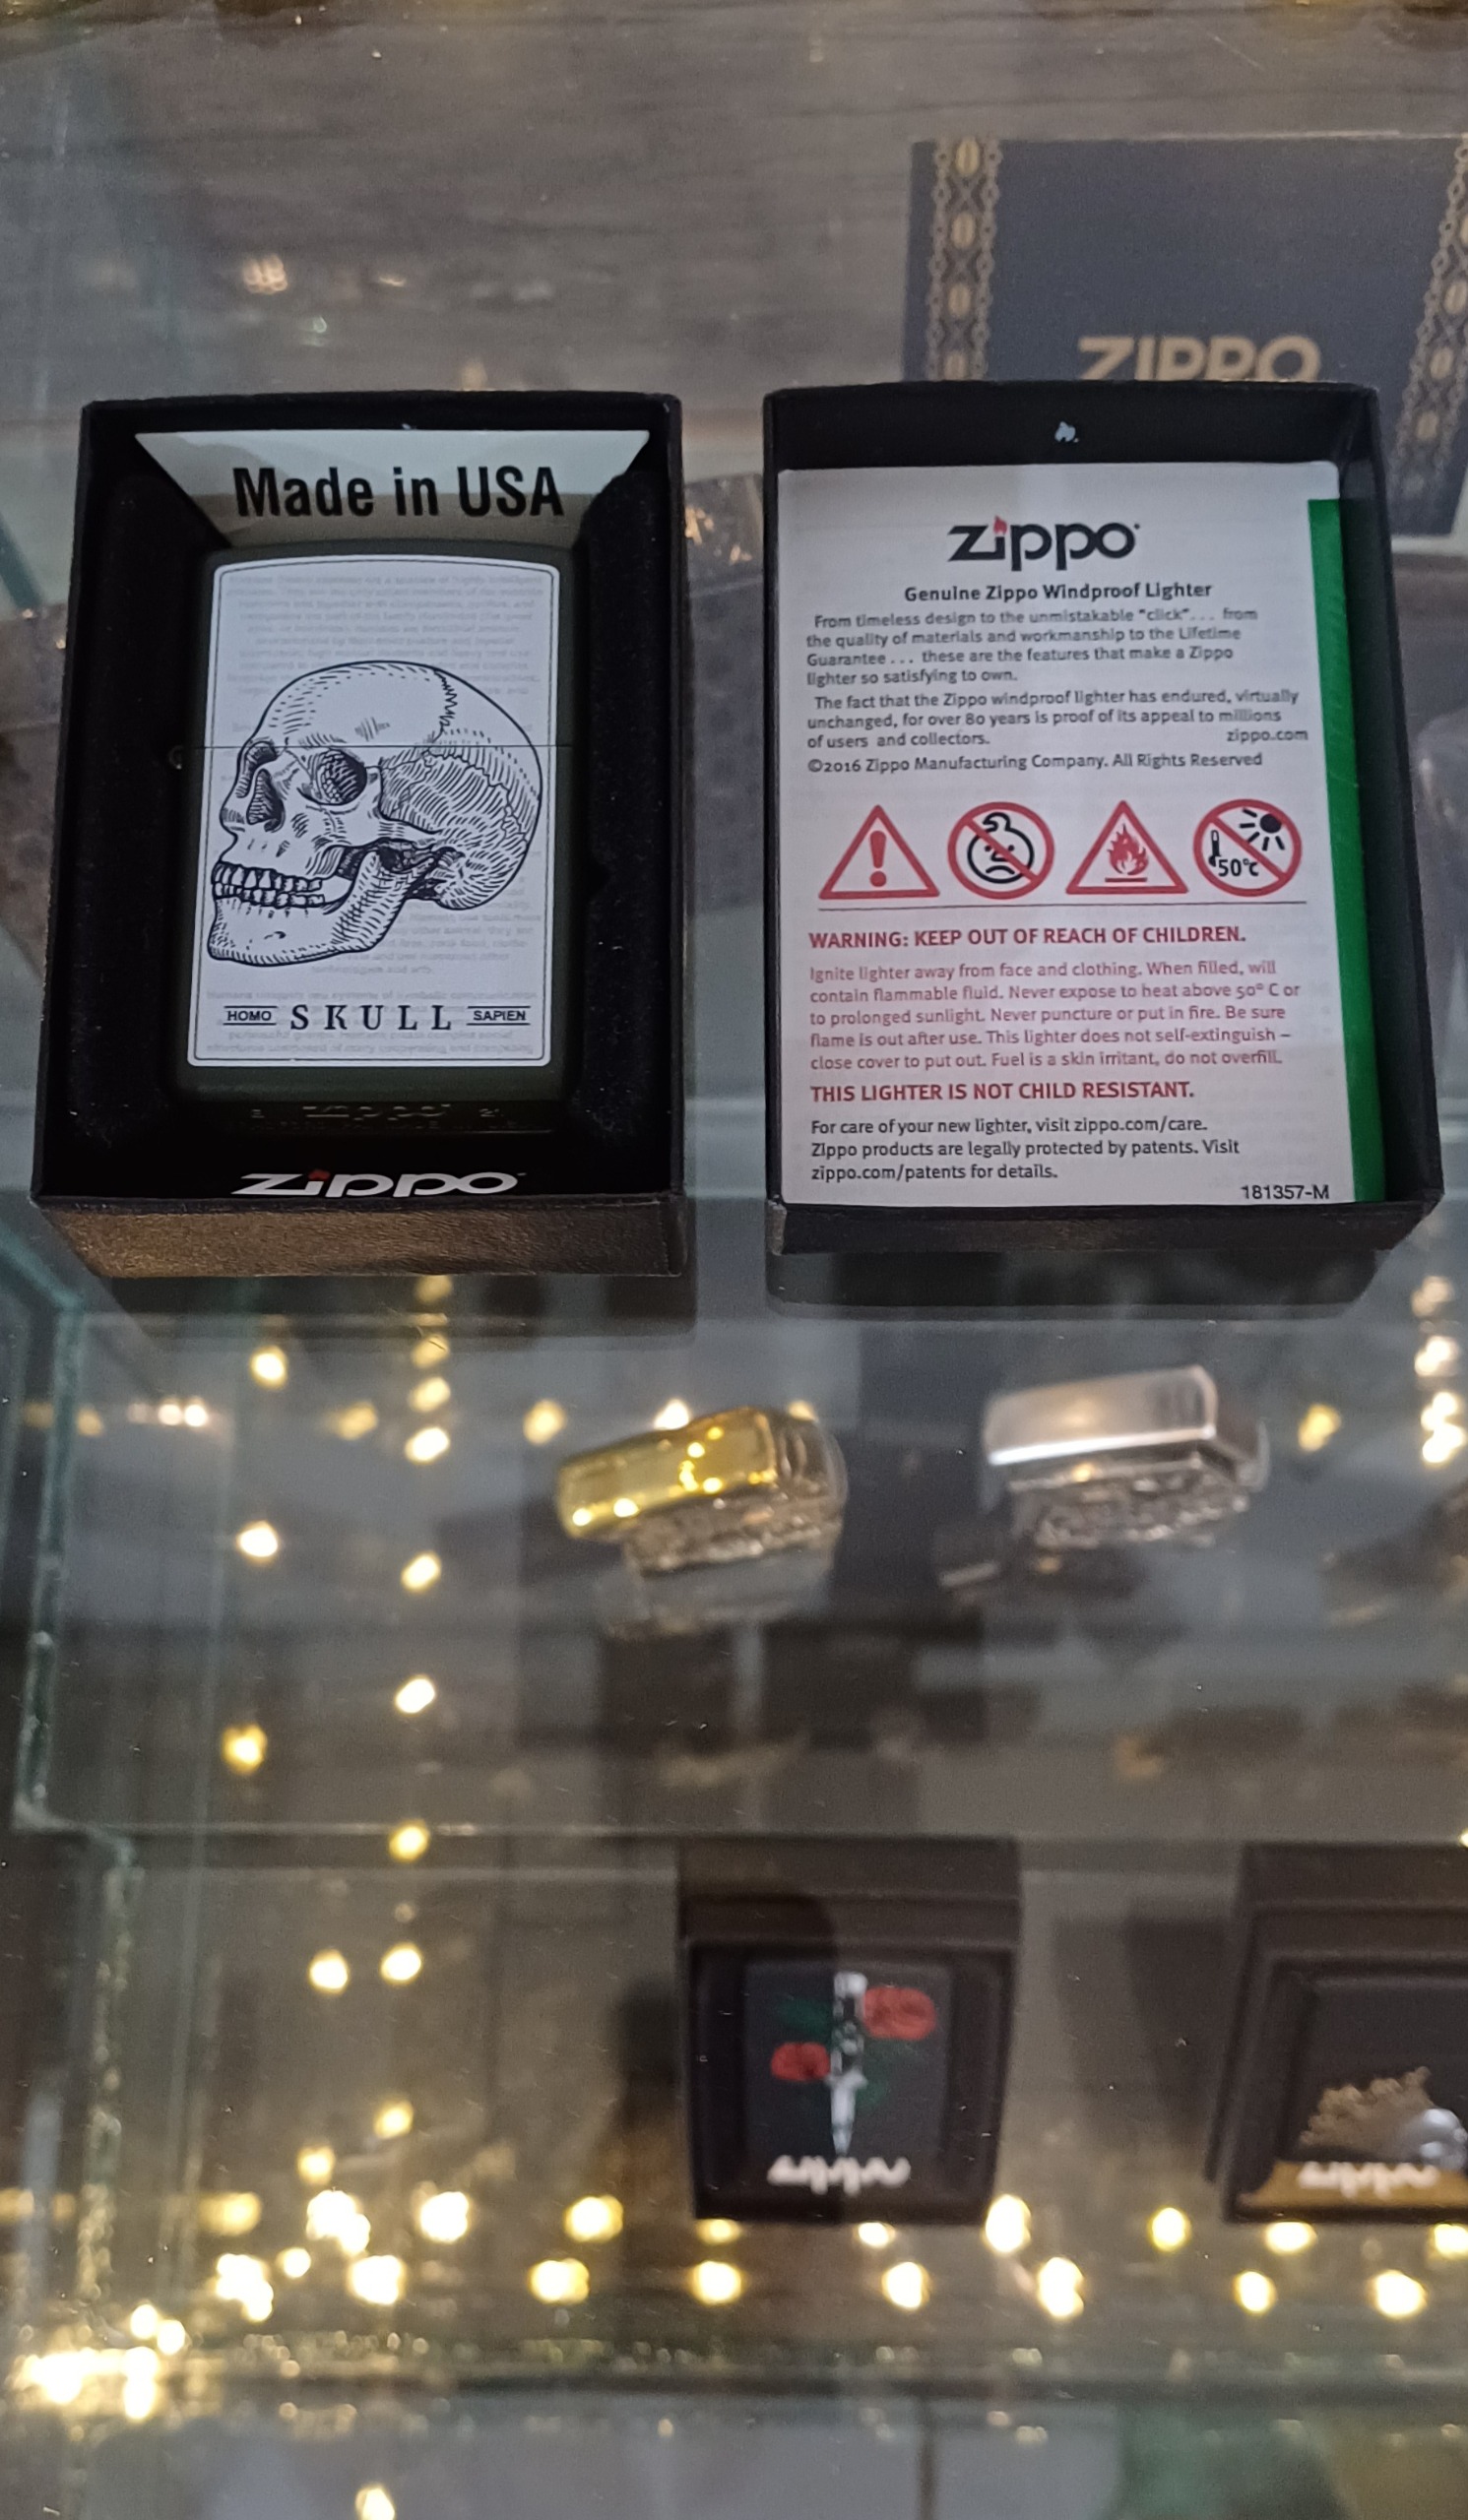 ZIPPO
Made in USA
HOMO SKULL SAPIEN
zippo
zippo
Genuine Zippo Windproof Lighter
From timeless design to the unmistakable "click" . . . from
the quality of materials and workmanship to the Lifetime
Guarantee . . . these are the features that make a Zippo
lighter so satisfying to own.
The fact that the Zippo windproof lighter has endured, virtually
unchanged, for over 80 years is proof of its appeal to millions
of users and collectors. zippo.com
©2016 Zippo Manufacturing Company. All Rights Reserved
50°C
WARNING: KEEP OUT OF REACH OF CHILDREN.
Ignite lighter away from face and clothing. When filled, will
contain flammable fluid. Never expose to heat above 50° C or
to prolonged sunlight. Never puncture or put in fire. Be sure
flame is out after use. This lighter does not self-extinguish –
close cover to put out. Fuel is a skin irritant, do not overfill.
THIS LIGHTER IS NOT CHILD RESISTANT.
For care of your new lighter, visit zippo.com/care.
Zippo products are legally protected by patents. Visit
zippo.com/patents for details.
181357-M
zippo
zippo